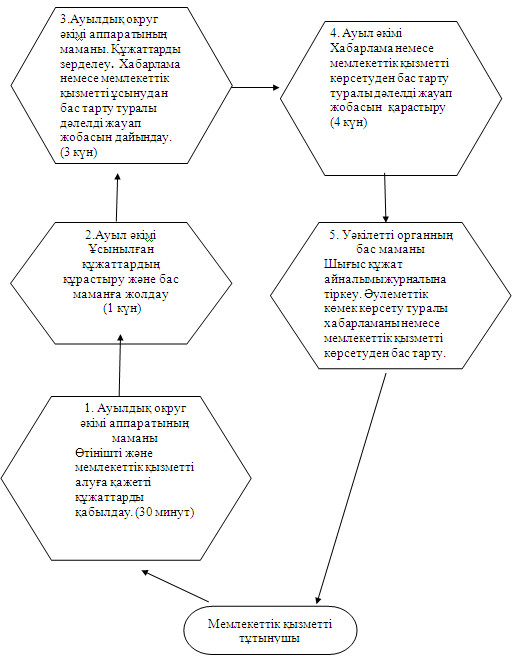 3.Ауылдық округ
әкімі аппаратының
маманы. Құжаттарды
зерделеу. Хабарлама
немесе мемлекеттік
қызметті ұсынудан
бас тарту туралы
дәлелді жауап
жобасын дайындау.
(3 күн)
4. Ауыл әкімі
Хабарлама немесе
мемлекеттік қызметті
көрсетуден бас тарту
туралы дәлелді жауап
жобасын қарастыру
(4 күн)
2.Ауыл әкімі
Ұсынылған
құжаттардың
құрастыру және бас
маманға жолдау
(1 күн)
5. Уәкілетті органның
бас маманы
Шығыс құжат
айналымы журналына
тіркеу. Әулеметтік
көмек көрсету туралы
хабарламаны немесе
мемлекеттік қызметті
көрсетуден бас тарту.
1. Ауылдық округ
әкімі аппаратының
маманы
Өтінішті және
мемлекеттік қызметті
алуға қажетті
құжаттарды
қабылдау. (30 минут)
Мемлекеттік қызметті
тұтынушы